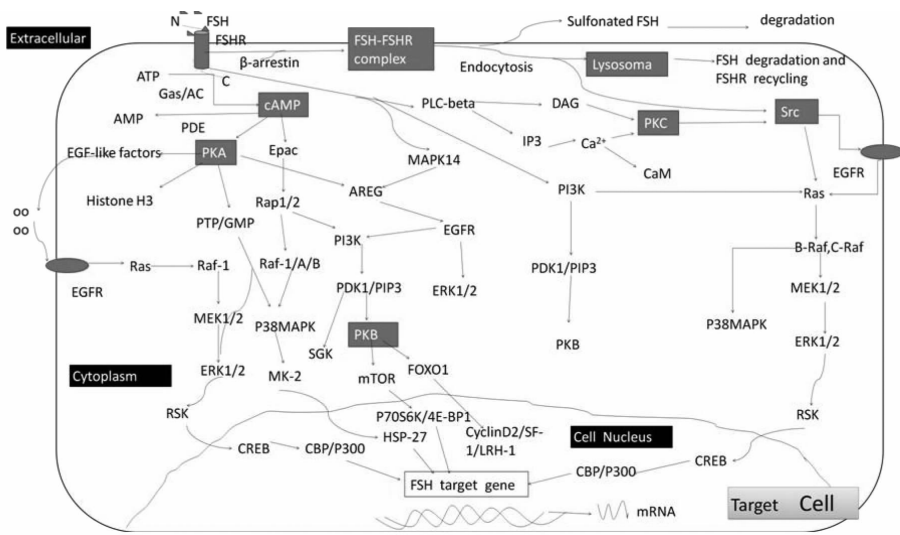 N FSH
Sulfonated FSH
degradation
Extracellular
FSHR
FSH-FSHR
complex
β-arrestin
Endocytosis
Lysosoma
FSH degradation and
FSHR recycling
ATP
C
Gas/AC
cAMP
PLC-beta
DAG
Src
AMP
PDE
PKC
IP3
Ca²⁺
EGF-like factors
PKA
Epac
MAPK14
CaM
EGFR
Histone H3
Rap1/2
AREG
PI3K
Ras
oo
oo
PTP/GMP
PI3K
EGFR
B-Raf,C-Raf
Ras
Raf-1
Raf-1/A/B
PDK1/PIP3
EGFR
PDK1/PIP3
ERK1/2
MEK1/2
MEK1/2
P38MAPK
PKB
P38MAPK
PKB
ERK1/2
SGK
Cytoplasm
ERK1/2
MK-2
mTOR
FOXO1
RSK
P70S6K/4E-BP1
RSK
HSP-27
CyclinD2/SF-
1/LRH-1
Cell Nucleus
CREB
CBP/P300
CREB
CBP/P300
FSH target gene
Target Cell
mRNA